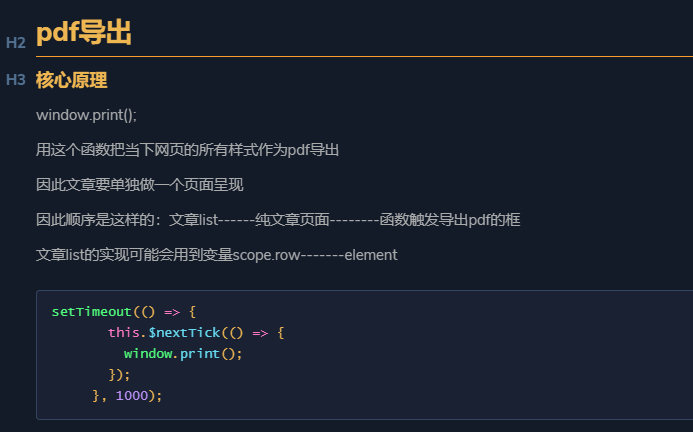 H2 pdf导出
H3 核心原理
window.print();
用这个函数把当下网页的所有样式作为pdf导出
因此文章要单独做一个页面呈现
因此顺序是这样的：文章list------纯文章页面--------函数触发导出pdf的框
文章list的实现可能会用到变量scope.row-------element
setTimeout(() => {
this.$nextTick(() => {
window.print();
});
}, 1000);